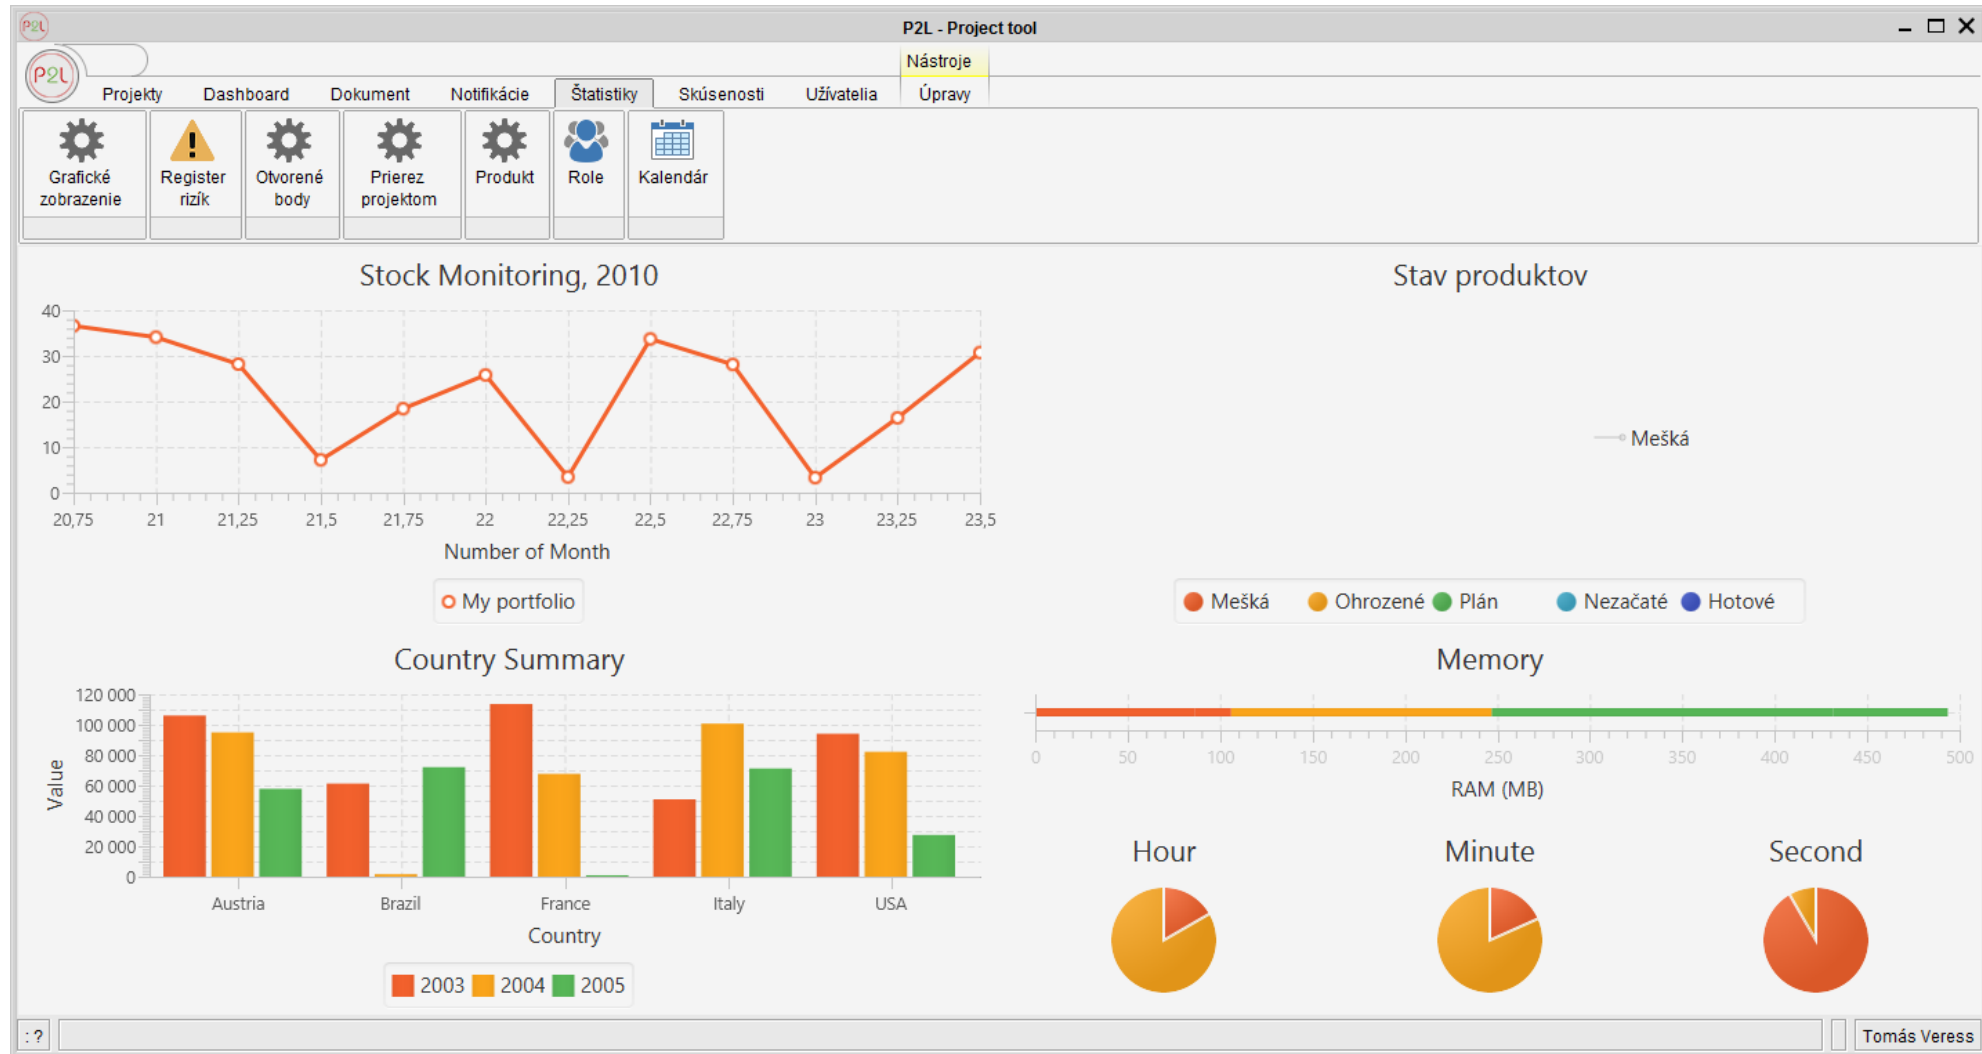 P2L
P2L - Project tool
P2L
Nástroje
Projekty
Dashboard
Dokument
Notifikácie
Štatistiky
Skúsenosti
Užívatelia
Úpravy
Grafické
zobrazenie
Register
rizík
Otvorené
body
Prierez
projektom
Produkt
Role
Kalendár
Stock Monitoring, 2010
40
30
20
10
0
20,75 21 21,25 21,5 21,75 22 22,25 22,5 22,75 23 23,25 23,5
Number of Month
My portfolio
Stav produktov
Mešká
Mešká Ohrozené Plán Nezačaté Hotové
Country Summary
Value
120 000
100 000
80 000
60 000
40 000
20 000
0
Austria Brazil France Italy USA
Country
2003 2004 2005
Memory
0 50 100 150 200 250 300 350 400 450 500
RAM (MB)
Hour
Minute
Second
: ?
Tomás Veress